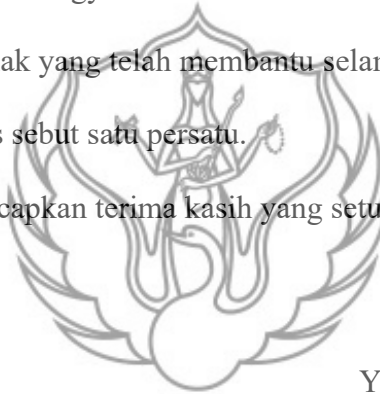 ak yang telah membantu selan
s sebut satu persatu.
capkan terima kasih yang setu
Y